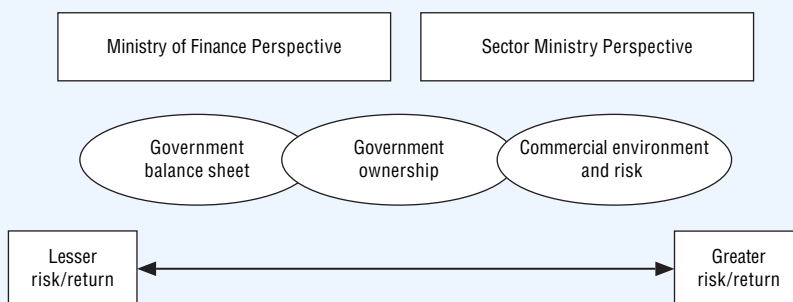 Ministry of Finance Perspective
Sector Ministry Perspective
Government
balance sheet
Government
ownership
Commercial environment
and risk
Lesser
risk/return
Greater
risk/return